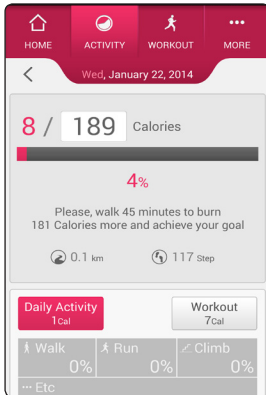 HOME ACTIVITY WORKOUT MORE
Wed, January 22, 2014
8 / 189 Calories
4%
Please, walk 45 minutes to burn
181 Calories more and achieve your goal
0.1 km 117 Step
Daily Activity Workout
1Cal 7Cal
Walk Run Climb
0% 0% 0%
Etc